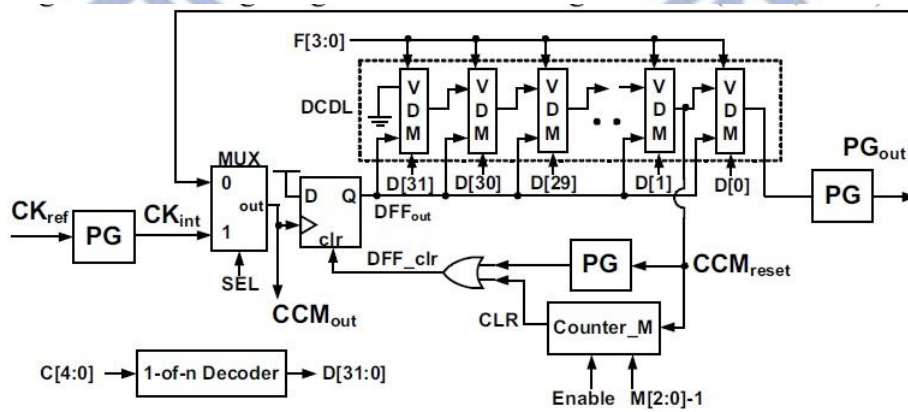 F[3:0]
DCDL
V D M
V D M
V D M
V D M
V D M
MUX
0
out
1
D
Q
clr
D[31]
D[30]
D[29]
D[1]
D[0]
PGout
PG
DFFout
CKref
PG
CKint
SEL
CCMout
DFF_clr
PG
CCMreset
CLR
Counter_M
C[4:0]
1-of-n Decoder
D[31:0]
Enable
M[2:0]-1